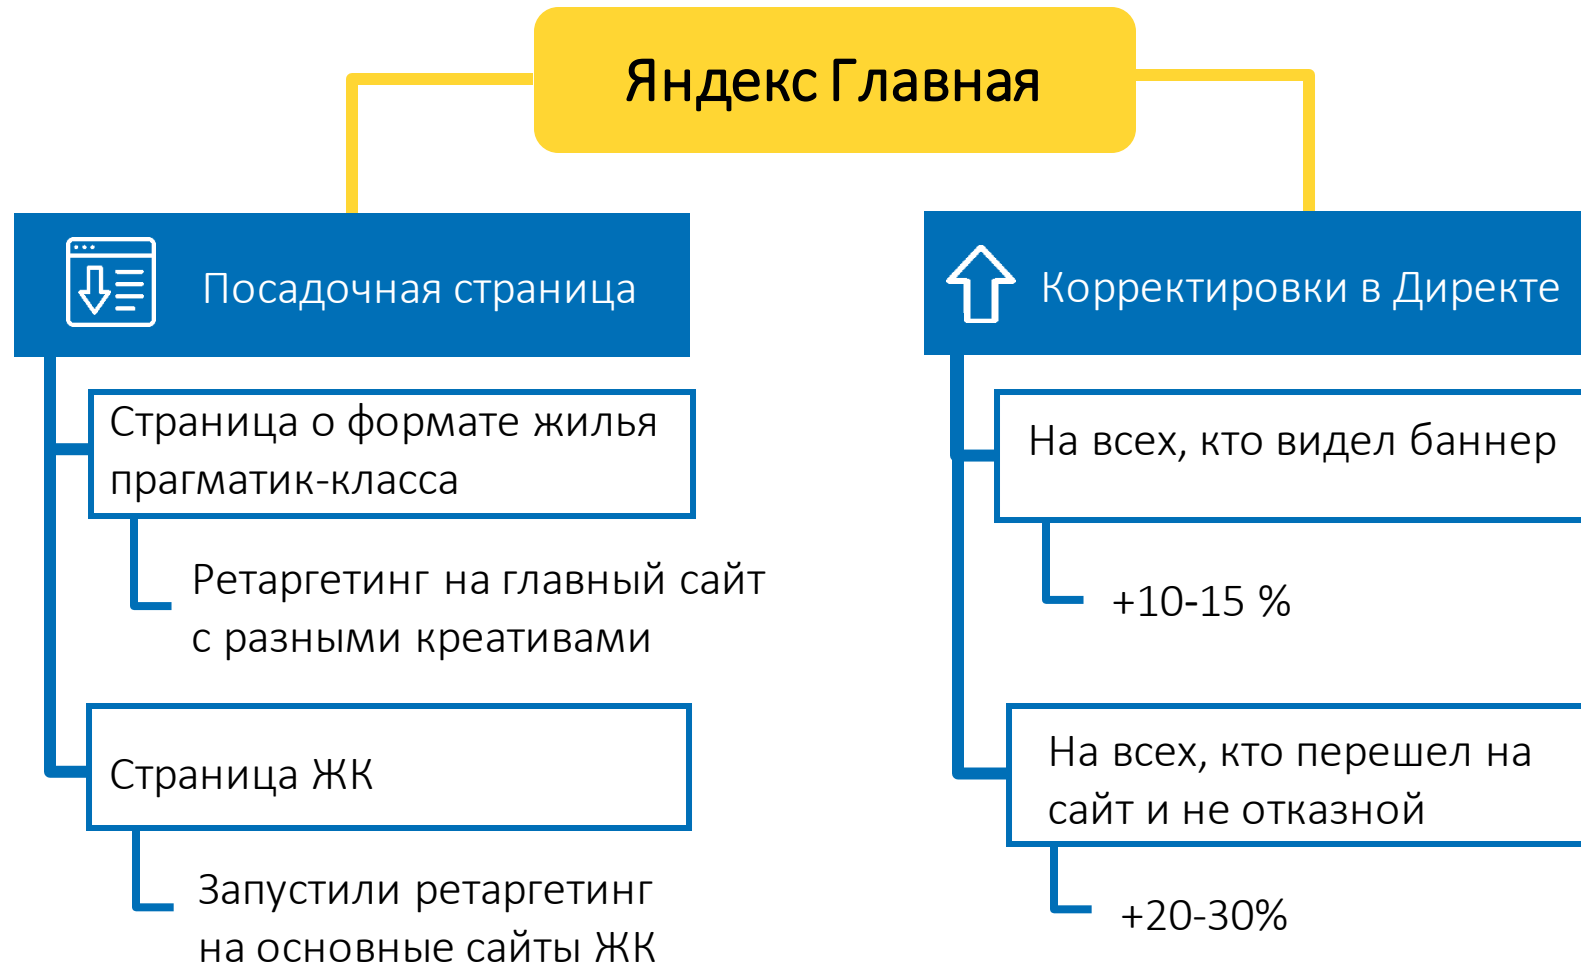 Яндекс Главная
Посадочная страница
Страница о формате жилья
прагматик-класса
Ретаргетинг на главный сайт
с разными креативами
Страница ЖК
Запустили ретаргетинг
на основные сайты ЖК
Корректировки в Директе
На всех, кто видел баннер
+10-15 %
На всех, кто перешел на
сайт и не отказной
+20-30%